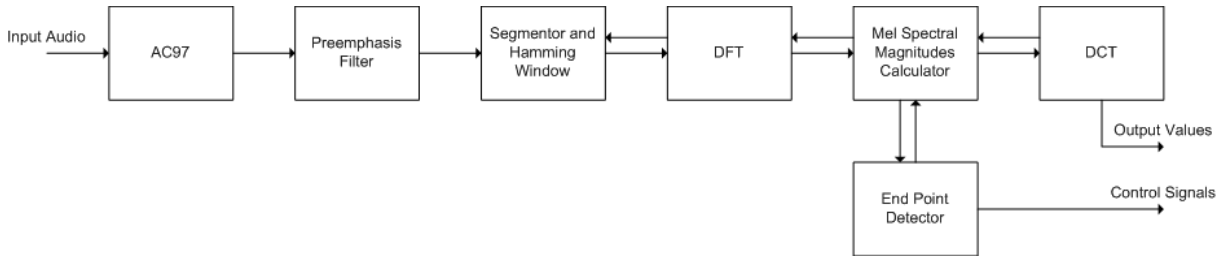 Input Audio
AC97
Preemphasis
Filter
Segmentor and
Hamming
Window
DFT
Mel Spectral
Magnitudes
Calculator
DCT
Output Values
End Point
Detector
Control Signals